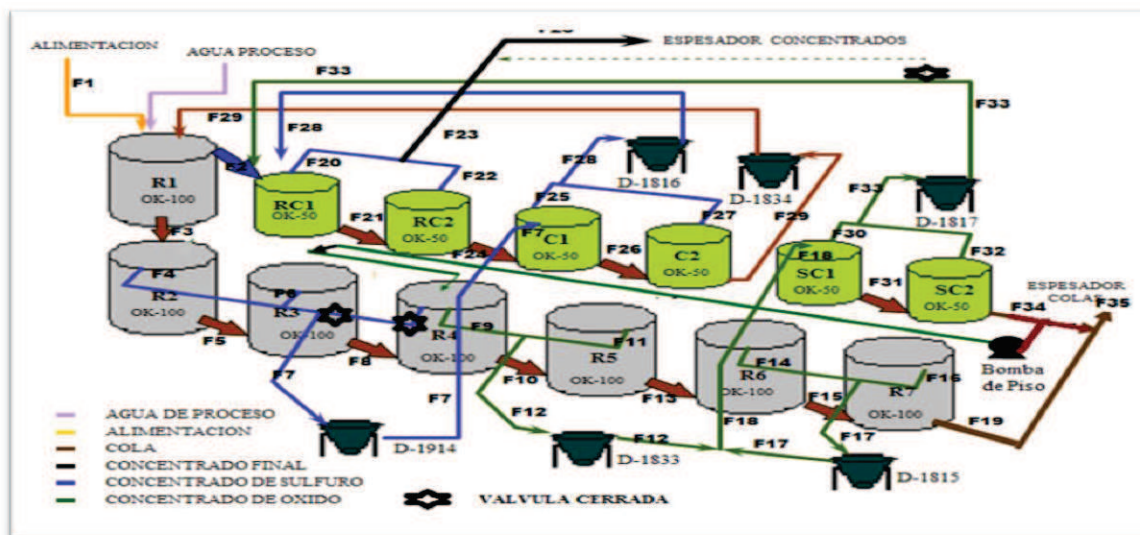 ALIMENTACION
AGUA PROCESO
ESPESADOR CONCENTRADOS
F1
F33
F33
F29
F28
F23
F2
F20
F22
F28
D-1816
D-1834
F29
F33
D-1817
R1
OK-100
RC1
OK-50
RC2
OK-50
F25
F7
F27
F3
F21
C1
OK-50
F26
C2
OK-50
F24
F30
F18
F32
SC1
OK-50
F31
SC2
OK-50
ESPESADOR
COLAS
F34
F35
F4
R2
OK-100
F6
R3
OK-100
R4
OK-100
F9
F11
R5
OK-100
F14
R6
OK-100
F16
R7
OK-100
Bomba
de Piso
F5
F8
F10
F13
F15
F7
F7
F12
F18
F17
F17
F19
F12
D-1914
D-1833
D-1815
AGUA DE PROCESO
ALIMENTACION
COLA
CONCENTRADO FINAL
CONCENTRADO DE SULFURO
CONCENTRADO DE OXIDO
VALVULA CERRADA